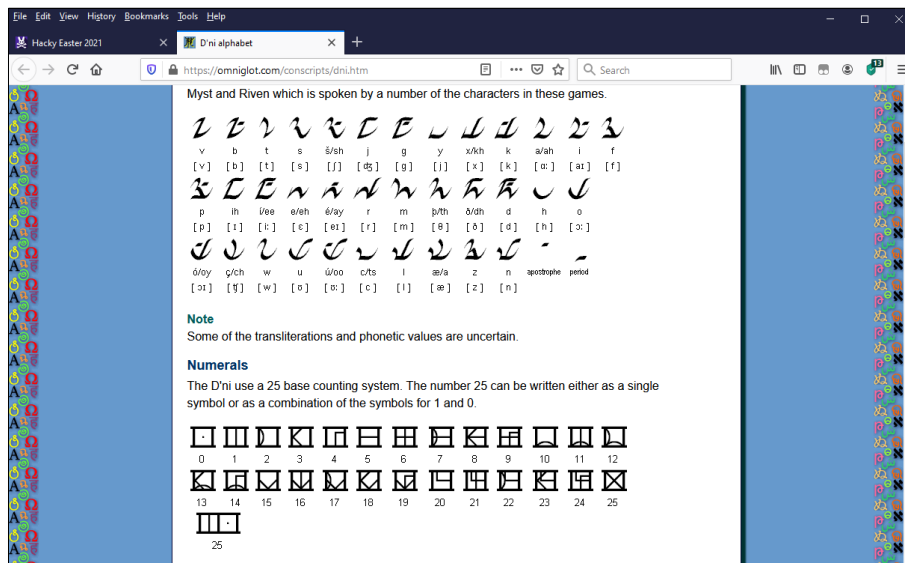 File Edit View History Bookmarks Tools Help
Hacky Easter 2021
D'ni alphabet
https://omniglot.com/conscripts/dni.htm
Search
13
Myst and Riven which is spoken by a number of the characters in these games.
v b t s š/sh j g y x/kh k a/ah i f
[v] [b] [t] [s] [ʃ] [ʤ] [g] [j] [x] [k] [ɑː] [aɪ] [f]
p ih í/ee e/eh é/ay r m þ/th ð/dh d h o
[p] [ɪ] [iː] [ɛ] [eɪ] [r] [m] [θ] [ð] [d] [h] [ɔː]
ó/oy ç/ch w u ú/oo c/ts l æ/a z n apostrophe period
[ɔɪ] [ʧ] [w] [ʊ] [ʊː] [c] [l] [æ] [z] [n]
Note
Some of the transliterations and phonetic values are uncertain.
Numerals
The D'ni use a 25 base counting system. The number 25 can be written either as a single
symbol or as a combination of the symbols for 1 and 0.
0 1 2 3 4 5 6 7 8 9 10 11 12
13 14 15 16 17 18 19 20 21 22 23 24 25
25